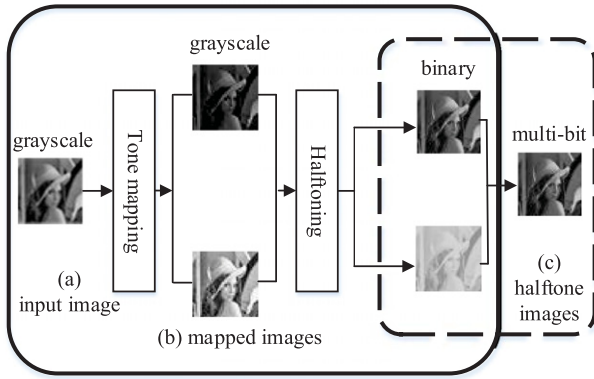 grayscale
binary
grayscale
multi-bit
Tone mapping
Halftoning
(a)
input image
(b) mapped images
(c)
halftone
images